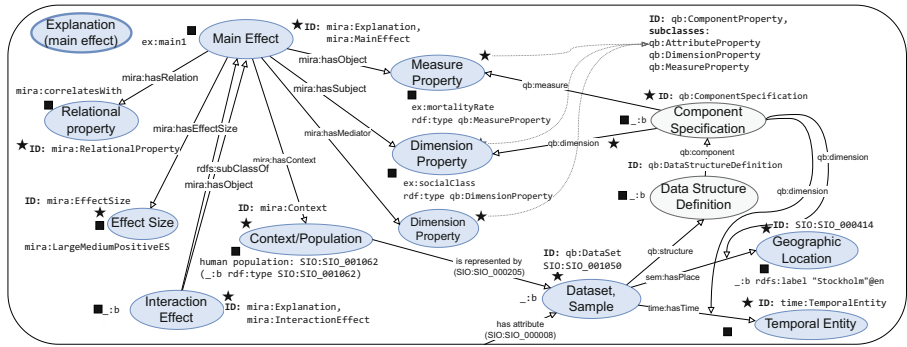 Explanation
(main effect)
ex:main1
Main Effect
ID: mira:Explanation,
mira:MainEffect
ID: qb:ComponentProperty,
subclasses:
qb:AttributeProperty
qb:DimensionProperty
qb:MeasureProperty
mira:hasObject
mira:hasRelation
mira:hasSubject
Measure
Property
qb:measure
mira:correlatesWith
Relational
property
ID: mira:RelationalProperty
mira:hasEffectSize
ex:mortalityRate
rdf:type qb:MeasureProperty
ID: qb:ComponentSpecification
_:b
Component
Specification
mira:hasMediator
mira:hasContext
rdfs:subClassOf
mira:hasObject
Dimension
Property
qb:dimension
qb:component
qb:dimension
qb:dimension
ID: qb:DataStructureDefinition
ex:socialClass
rdf:type qb:DimensionProperty
_:b
Data Structure
Definition
ID: mira:EffectSize
Effect Size
mira:LargeMediumPositiveES
ID: mira:Context
Context/Population
human population: SIO:SIO_001062
(_:b rdf:type SIO:SIO_001062)
Dimension
Property
ID: SIO:SIO_000414
Geographic
Location
_:b rdfs:label "Stockholm"@en
qb:structure
ID: qb:DataSet
SIO:SIO_001050
is represented by
(SIO:SIO_000205)
sem:hasPlace
_:b
Dataset,
Sample
time:hasTime
ID: time:TemporalEntity
Temporal Entity
_:b
Interaction
Effect
ID: mira:Explanation,
mira:InteractionEffect
has attribute
(SIO:SIO_000008)